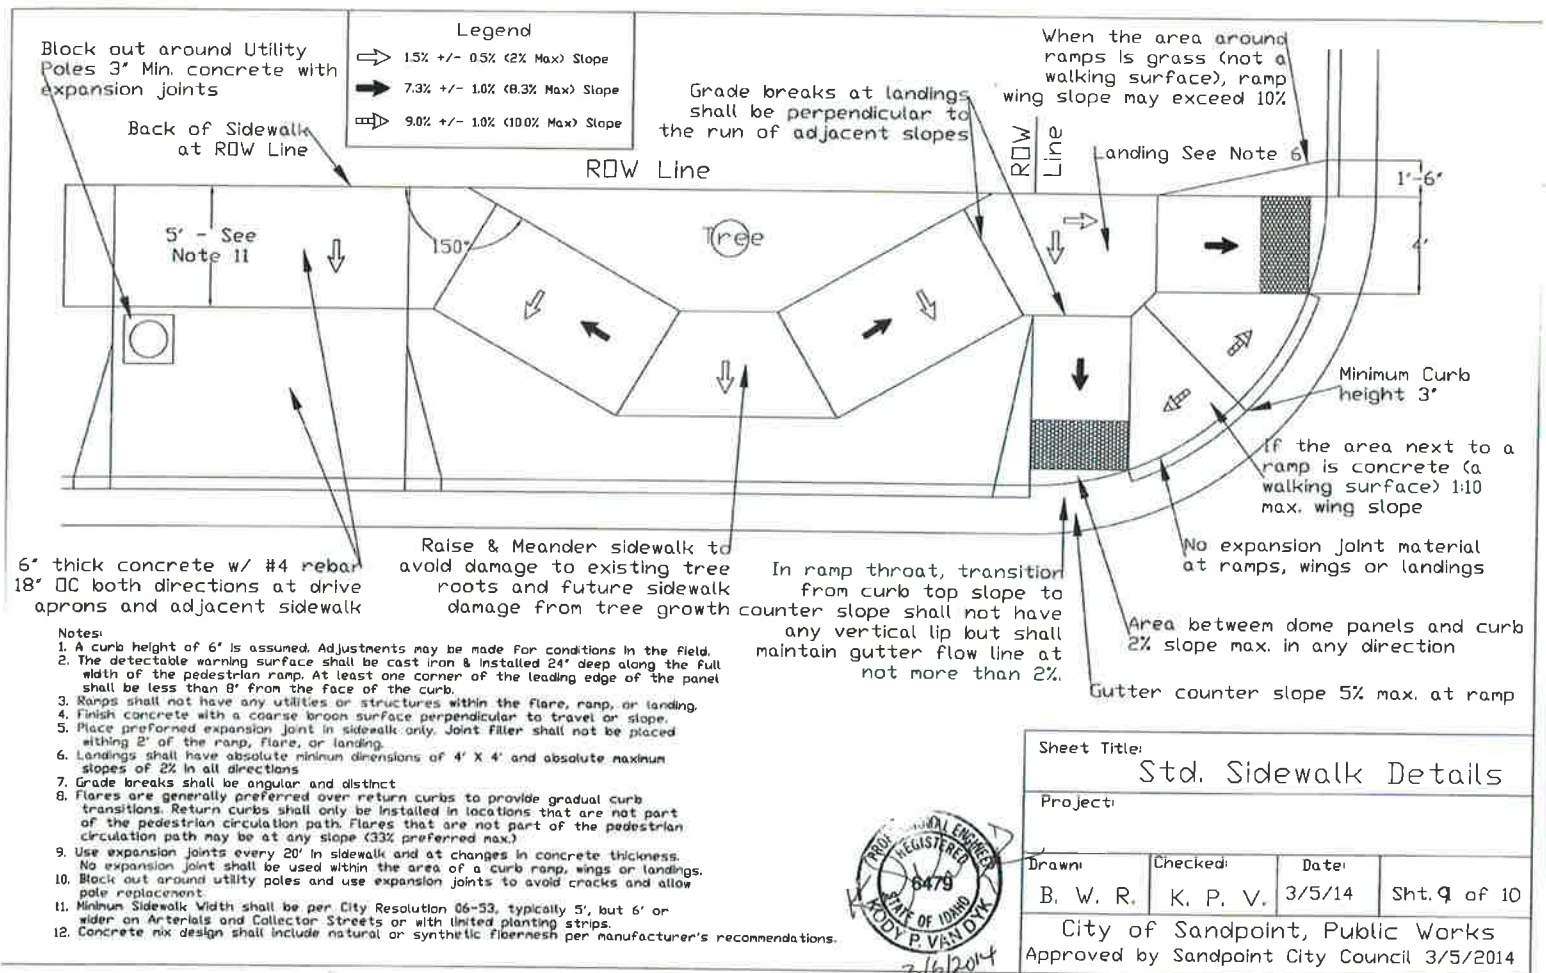 Legend
1.5% +/- 0.5% (2% Max) Slope
7.3% +/- 1.0% (8.3% Max) Slope
9.0% +/- 1.0% (10.0% Max) Slope
Block out around Utility
Poles 3" Min. concrete with
expansion joints
Back of Sidewalk
at ROW Line
ROW Line
Grade breaks at landings
shall be perpendicular to
the run of adjacent slopes
When the area around
ramps is grass (not a
walking surface), ramp
wing slope may exceed 10%
ROW
Line
Landing See Note 6
1'-6"
4'
5' - See
Note 11
150°
Tree
Minimum Curb
height 3"
If the area next to a
ramp is concrete (a
walking surface) 1:10
max. wing slope
No expansion joint material
at ramps, wings or landings
Area between dome panels and curb
2% slope max. in any direction
Gutter counter slope 5% max. at ramp
6" thick concrete w/ #4 rebar
18" OC both directions at drive
aprons and adjacent sidewalk
Raise & Meander sidewalk to
avoid damage to existing tree
roots and future sidewalk
damage from tree growth
In ramp throat, transition
from curb top slope to
counter slope shall not have
any vertical lip but shall
maintain gutter flow line at
not more than 2%.
Notes:
1. A curb height of 6" is assumed. Adjustments may be made for conditions in the field.
2. The detectable warning surface shall be cast iron & installed 24" deep along the full
width of the pedestrian ramp. At least one corner of the leading edge of the panel
shall be less than 8" from the face of the curb.
3. Ramps shall not have any utilities or structures within the flare, ramp, or landing.
4. Finish concrete with a coarse broom surface perpendicular to travel or slope.
5. Place preformed expansion joint in sidewalk only. Joint filler shall not be placed
withing 2' of the ramp, flare, or landing.
6. Landings shall have absolute minimum dimensions of 4' X 4' and absolute maximum
slopes of 2% in all directions
7. Grade breaks shall be angular and distinct
8. Flares are generally preferred over return curbs to provide gradual curb
transitions. Return curbs shall only be installed in locations that are not part
of the pedestrian circulation path. Flares that are not part of the pedestrian
circulation path may be at any slope (33% preferred max.)
9. Use expansion joints every 20' in sidewalk and at changes in concrete thickness.
No expansion joint shall be used within the area of a curb ramp, wings or landings.
10. Block out around utility poles and use expansion joints to avoid cracks and allow
pole replacement
11. Minimum Sidewalk Width shall be per City Resolution 06-53, typically 5', but 6' or
wider on Arterials and Collector Streets or with limited planting strips.
12. Concrete mix design shall include natural or synthetic fibermesh per manufacturer's recommendations.
REGISTERED
6479
STATE OF IDAHO
KODY P. VAN DYK
3/6/2014
Sheet Title:
Std. Sidewalk Details
Project:
Drawn:
B. W. R.
Checked:
K. P. V.
Date:
3/5/14
Sht. 9 of 10
City of Sandpoint, Public Works
Approved by Sandpoint City Council 3/5/2014